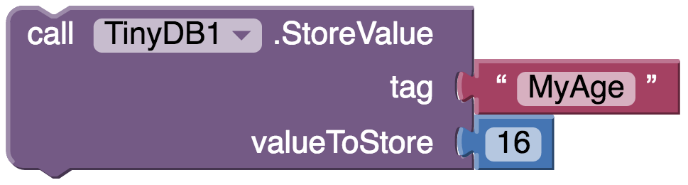 call TinyDB1 .StoreValue
tag “ MyAge ”
valueToStore 16